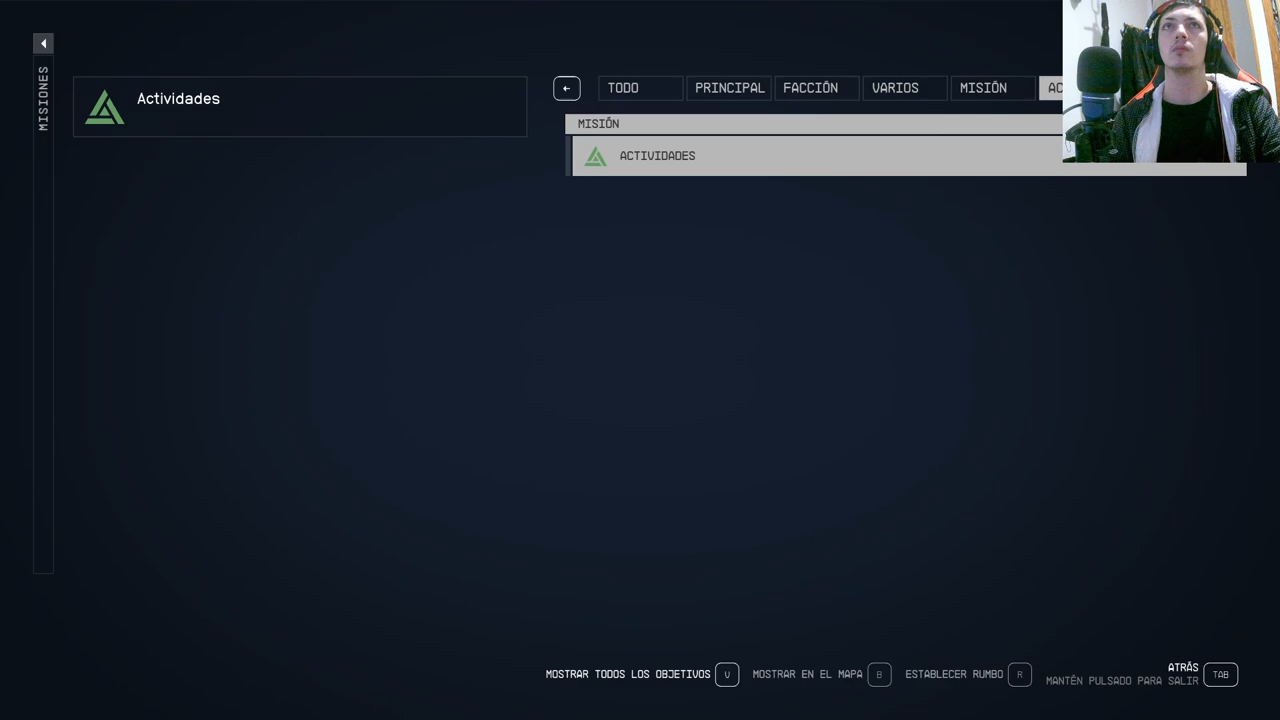 MISIONES
Actividades
TODO
PRINCIPAL
FACCIÓN
VARIOS
MISIÓN
MISIÓN
ACTIVIDADES
MOSTRAR TODOS LOS OBJETIVOS V
MOSTRAR EN EL MAPA B
ESTABLECER RUMBO R
ATRÁS
MANTÉN PULSADO PARA SALIR TAB